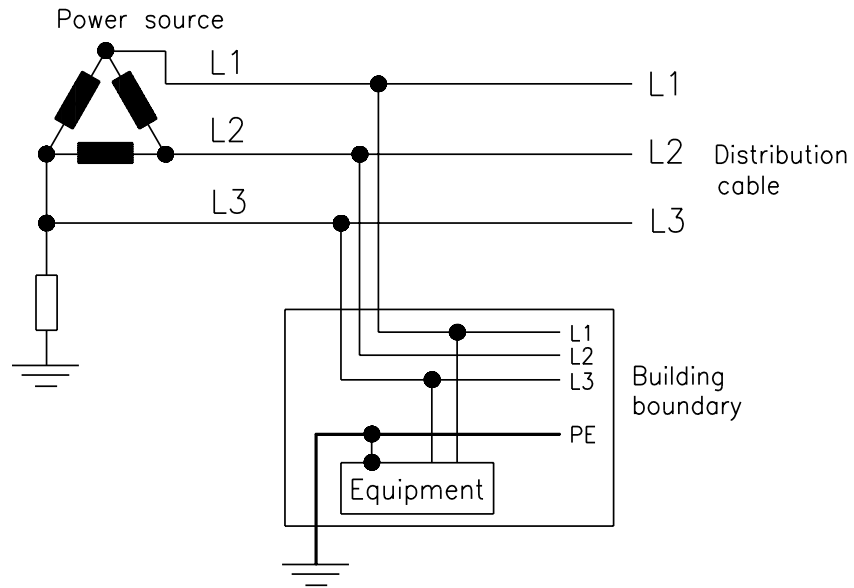 Power source
L1
L1
L2
L2
Distribution
cable
L3
L3
L1
L2
L3
Building
boundary
PE
Equipment